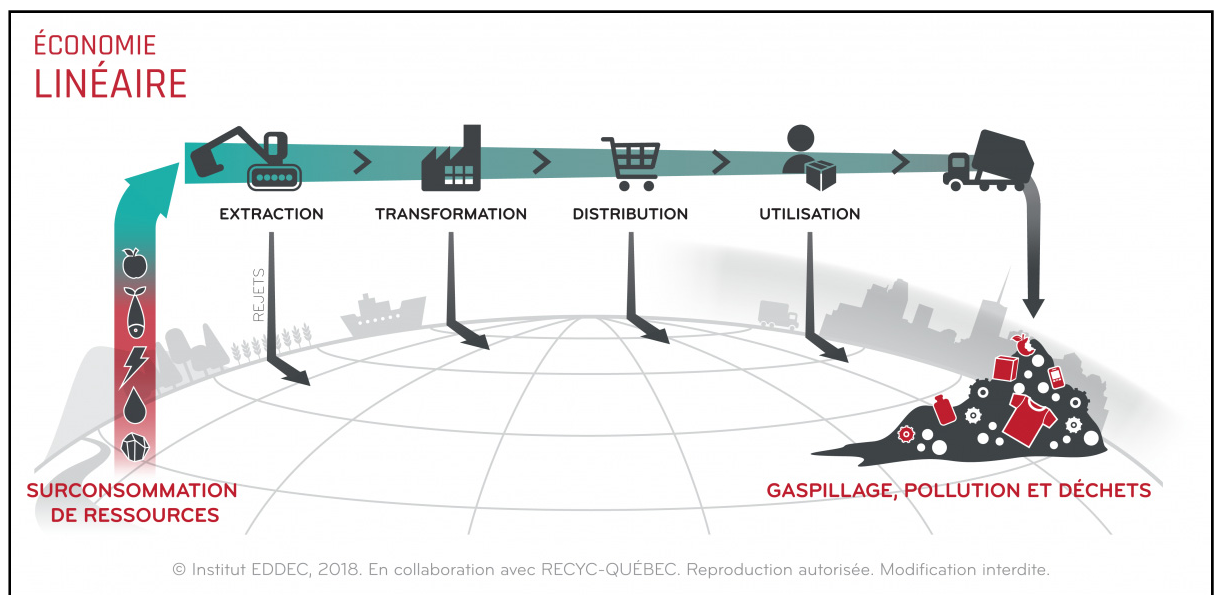 ÉCONOMIE
LINÉAIRE
EXTRACTION
TRANSFORMATION
DISTRIBUTION
UTILISATION
REJETS
SURCONSOMMATION
DE RESSOURCES
GASPILLAGE, POLLUTION ET DÉCHETS
© Institut EDDEC, 2018. En collaboration avec RECYC-QUÉBEC. Reproduction autorisée. Modification interdite.